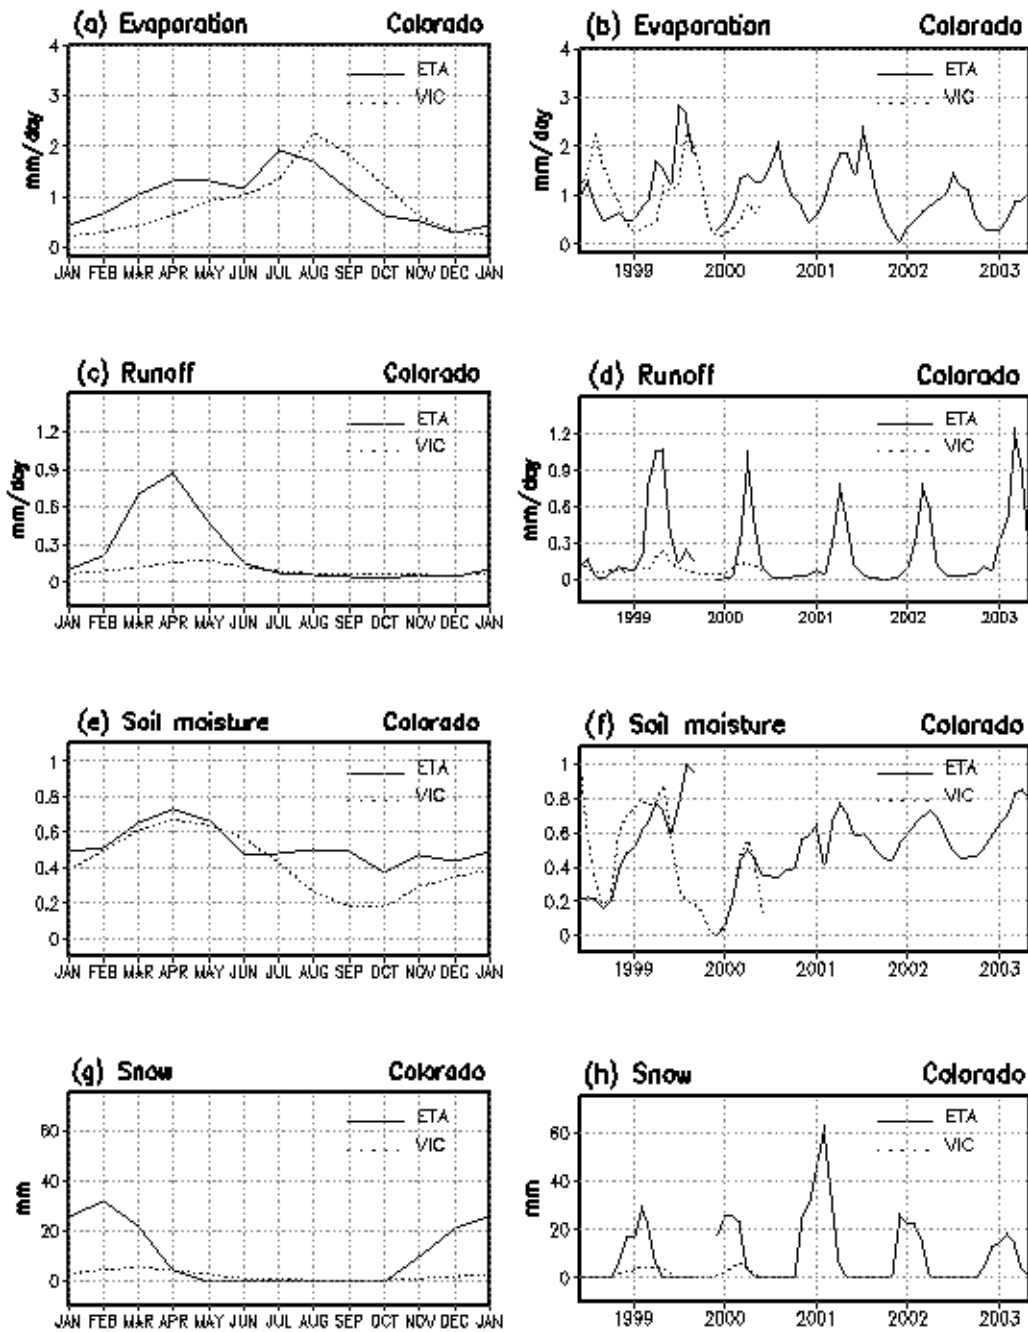 (a) Evaporation Colorado
4
3
2
1
0
mm/day
ETA
VIC
JAN FEB MAR APR MAY JUN JUL AUG SEP OCT NOV DEC JAN
(b) Evaporation Colorado
4
3
2
1
0
mm/day
ETA
VIC
1999 2000 2001 2002 2003
(c) Runoff Colorado
1.2
0.9
0.6
0.3
0
mm/day
ETA
VIC
JAN FEB MAR APR MAY JUN JUL AUG SEP OCT NOV DEC JAN
(d) Runoff Colorado
1.2
0.9
0.6
0.3
0
mm/day
ETA
VIC
1999 2000 2001 2002 2003
(e) Soil moisture Colorado
1
0.8
0.6
0.4
0.2
0
ETA
VIC
JAN FEB MAR APR MAY JUN JUL AUG SEP OCT NOV DEC JAN
(f) Soil moisture Colorado
1
0.8
0.6
0.4
0.2
0
ETA
VIC
1999 2000 2001 2002 2003
(g) Snow Colorado
60
40
20
0
mm
ETA
VIC
JAN FEB MAR APR MAY JUN JUL AUG SEP OCT NOV DEC JAN
(h) Snow Colorado
60
40
20
0
mm
ETA
VIC
1999 2000 2001 2002 2003